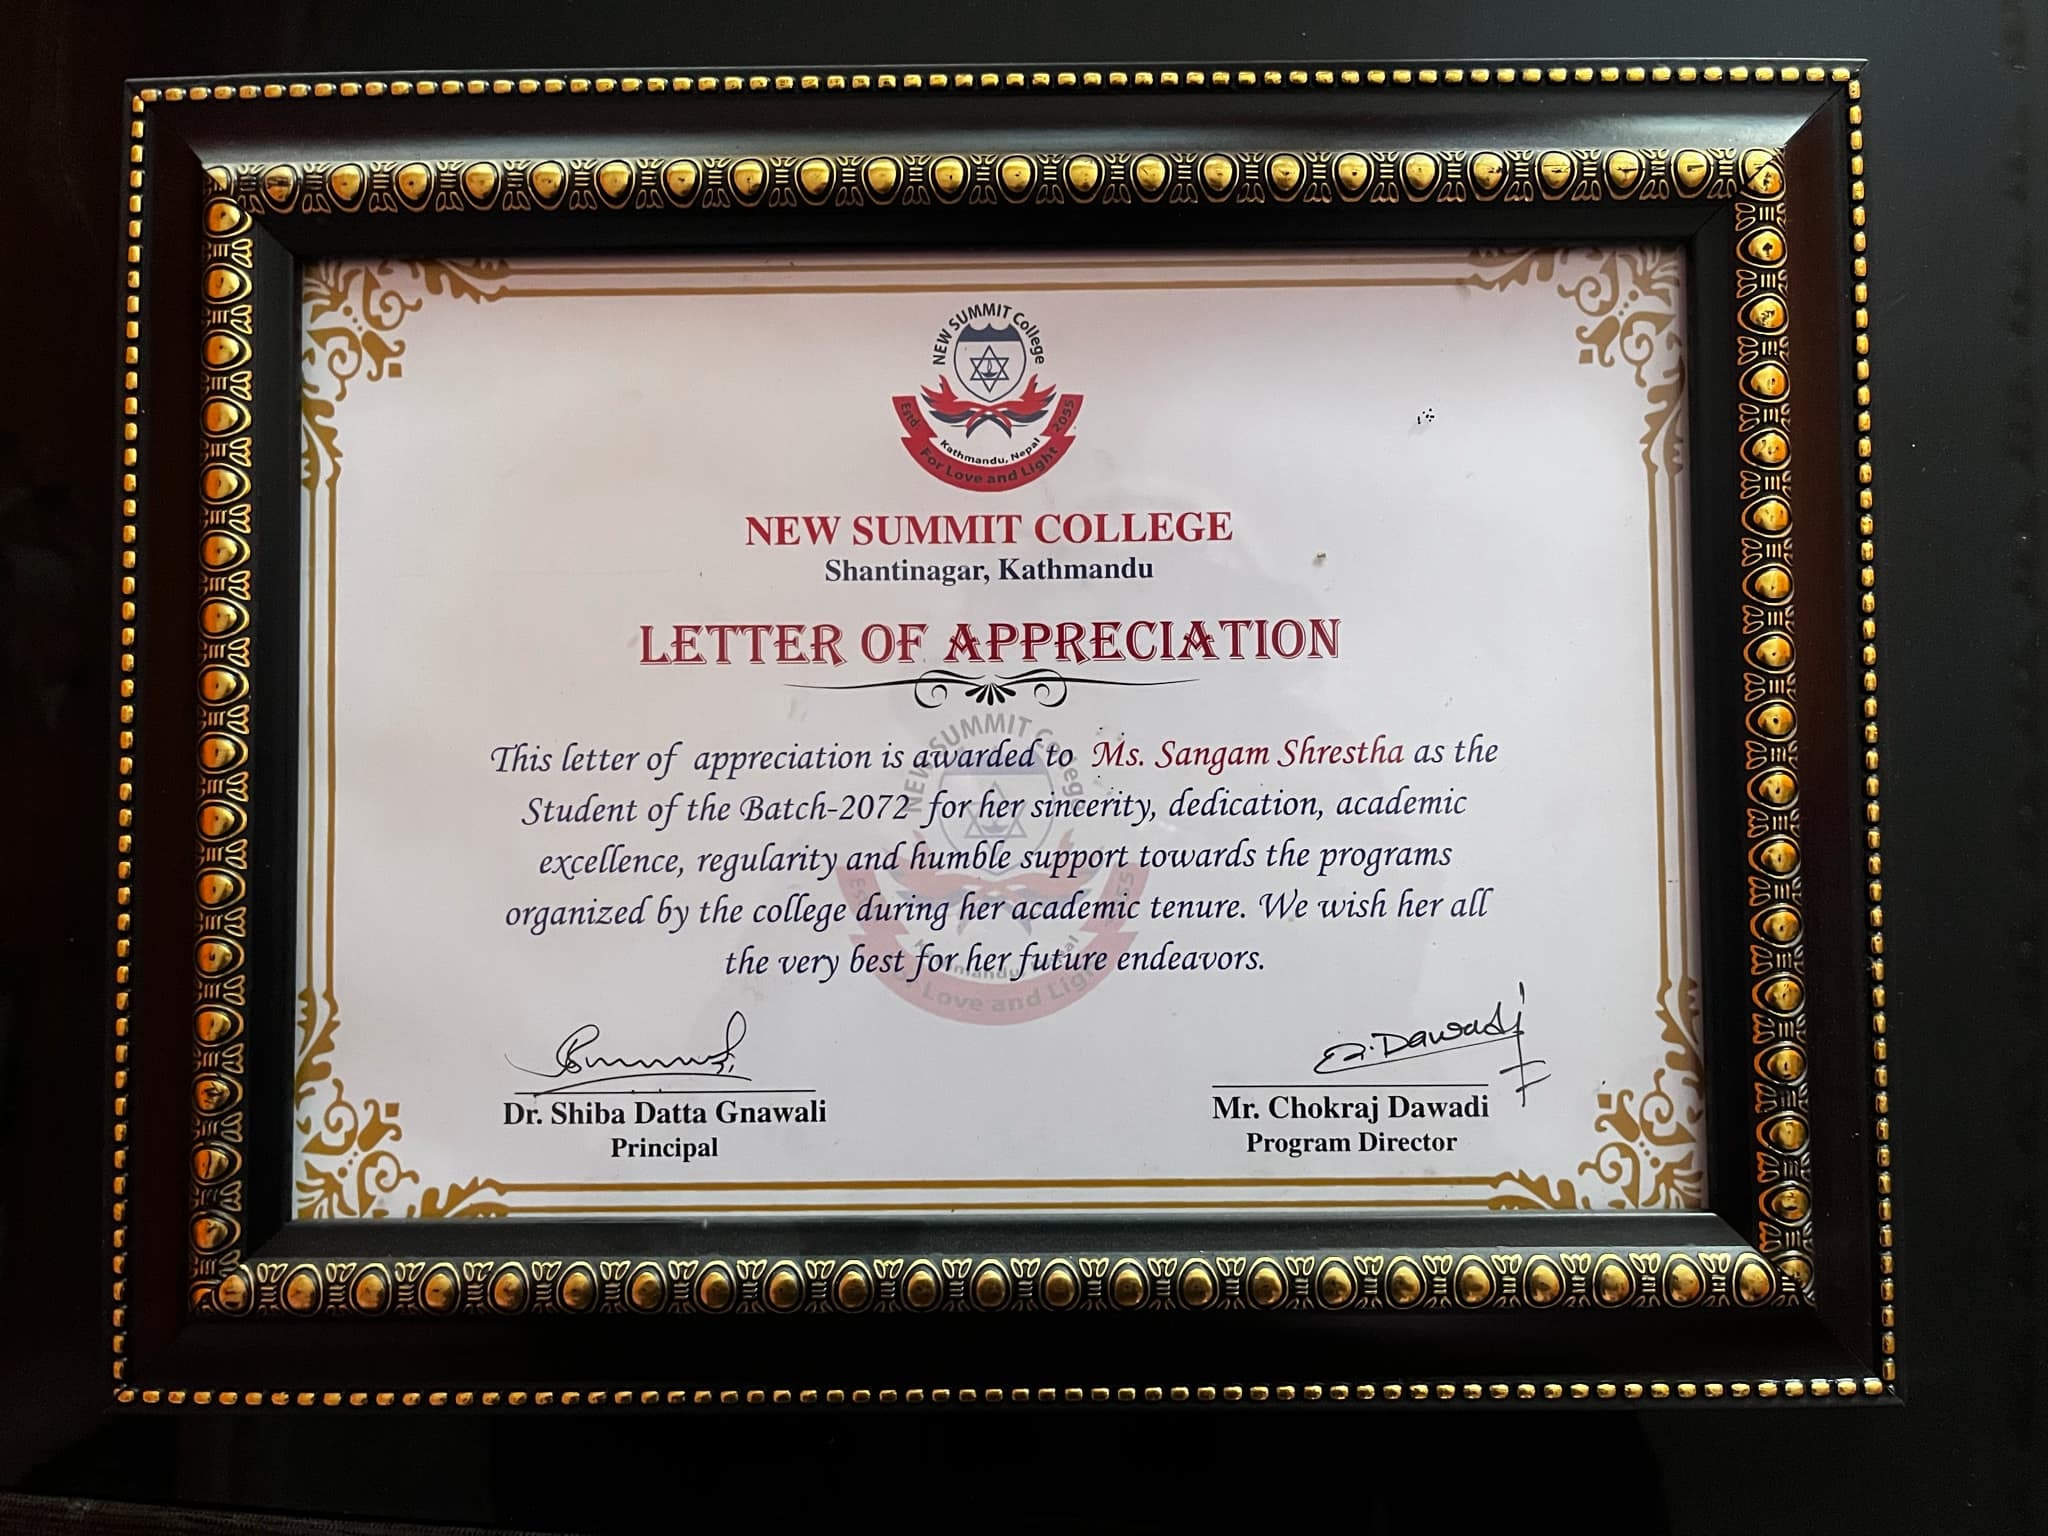 NEW SUMMIT College
Estd. 2055
Kathmandu, Nepal
For Love and Light
NEW SUMMIT COLLEGE
Shantinagar, Kathmandu
LETTER OF APPRECIATION
This letter of appreciation is awarded to Ms. Sangam Shrestha as the
Student of the Batch-2072 for her sincerity, dedication, academic
excellence, regularity and humble support towards the programs
organized by the college during her academic tenure. We wish her all
the very best for her future endeavors.
Dawadi
Dr. Shiba Datta Gnawali
Principal
Mr. Chokraj Dawadi
Program Director